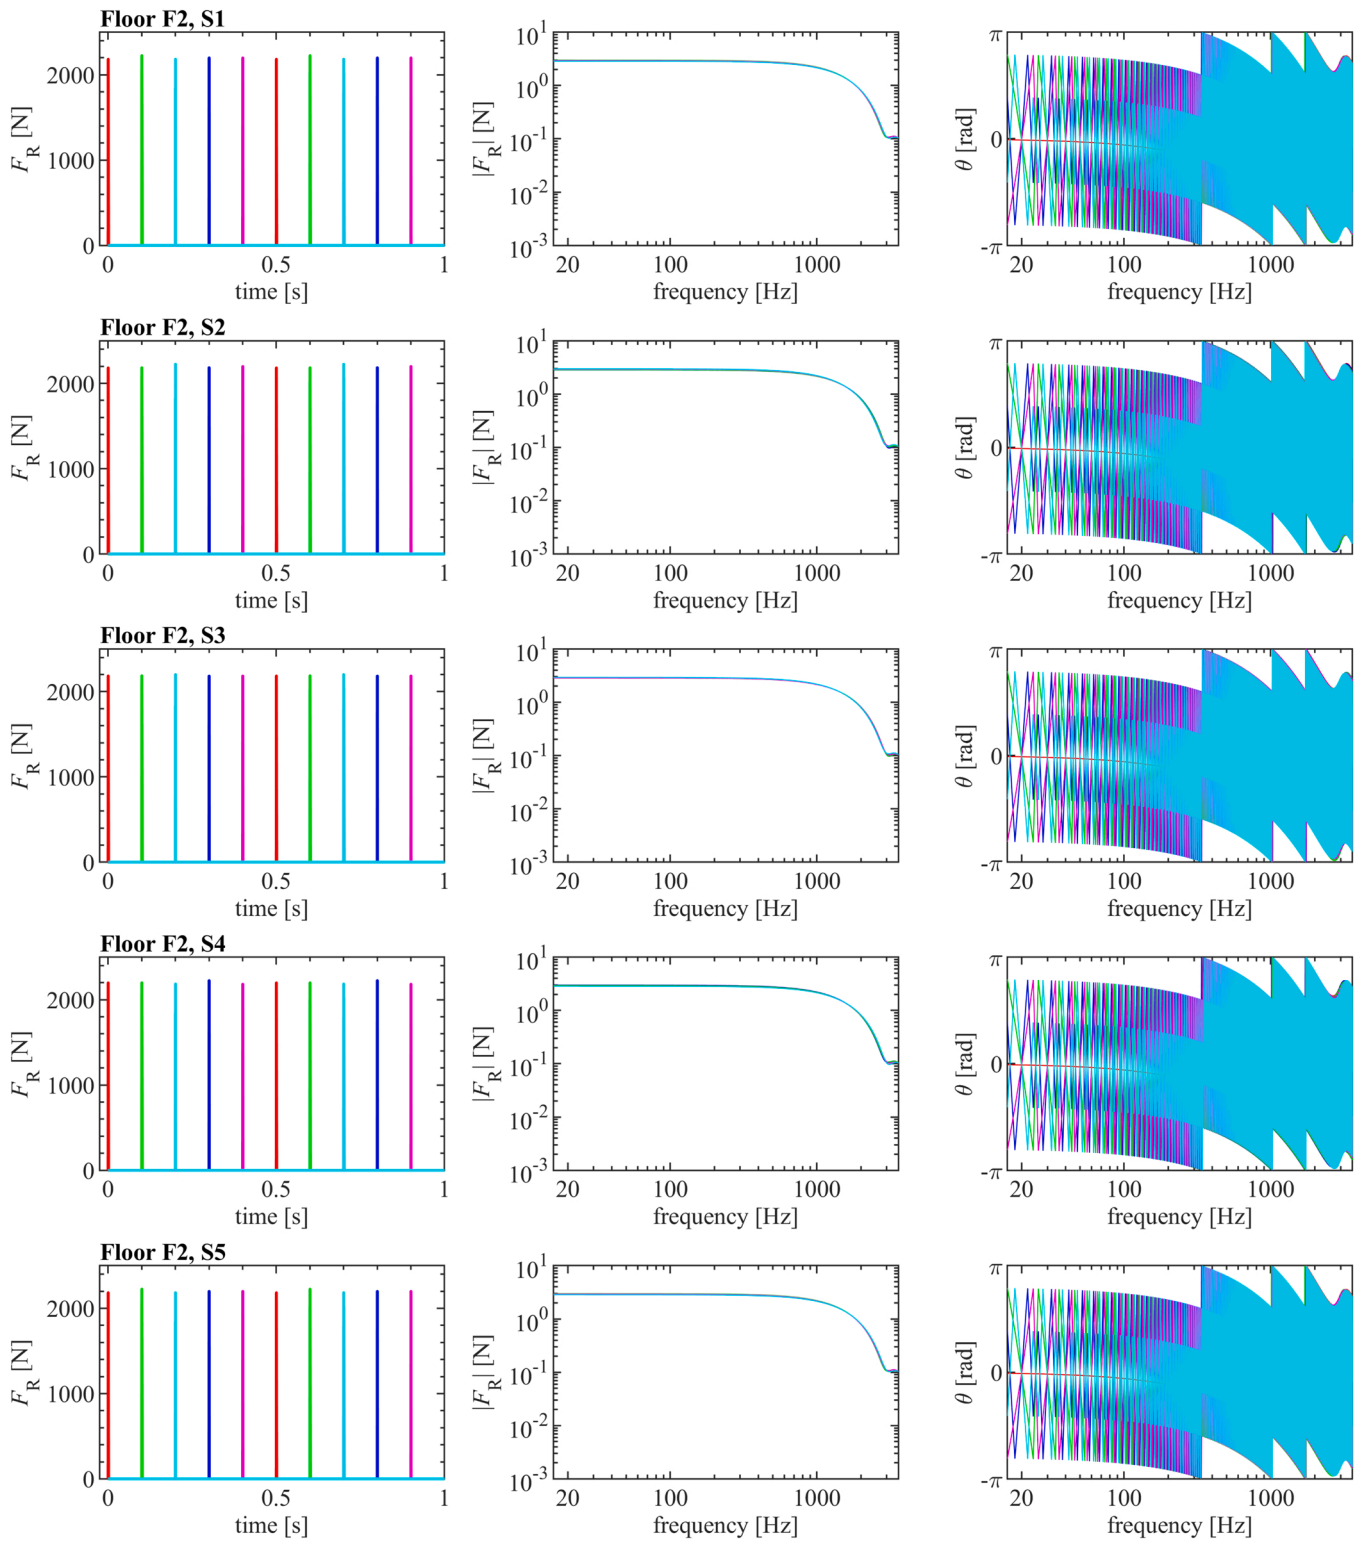 Floor F2, S1
2000
1000
0
F_R [N]
0 0.5 1
time [s]
10^1
10^0
10^-1
10^-2
10^-3
|F_R| [N]
20 100 1000
frequency [Hz]
π
0
-π
θ [rad]
20 100 1000
frequency [Hz]
Floor F2, S2
2000
1000
0
F_R [N]
0 0.5 1
time [s]
10^1
10^0
10^-1
10^-2
10^-3
|F_R| [N]
20 100 1000
frequency [Hz]
π
0
-π
θ [rad]
20 100 1000
frequency [Hz]
Floor F2, S3
2000
1000
0
F_R [N]
0 0.5 1
time [s]
10^1
10^0
10^-1
10^-2
10^-3
|F_R| [N]
20 100 1000
frequency [Hz]
π
0
-π
θ [rad]
20 100 1000
frequency [Hz]
Floor F2, S4
2000
1000
0
F_R [N]
0 0.5 1
time [s]
10^1
10^0
10^-1
10^-2
10^-3
|F_R| [N]
20 100 1000
frequency [Hz]
π
0
-π
θ [rad]
20 100 1000
frequency [Hz]
Floor F2, S5
2000
1000
0
F_R [N]
0 0.5 1
time [s]
10^1
10^0
10^-1
10^-2
10^-3
|F_R| [N]
20 100 1000
frequency [Hz]
π
0
-π
θ [rad]
20 100 1000
frequency [Hz]